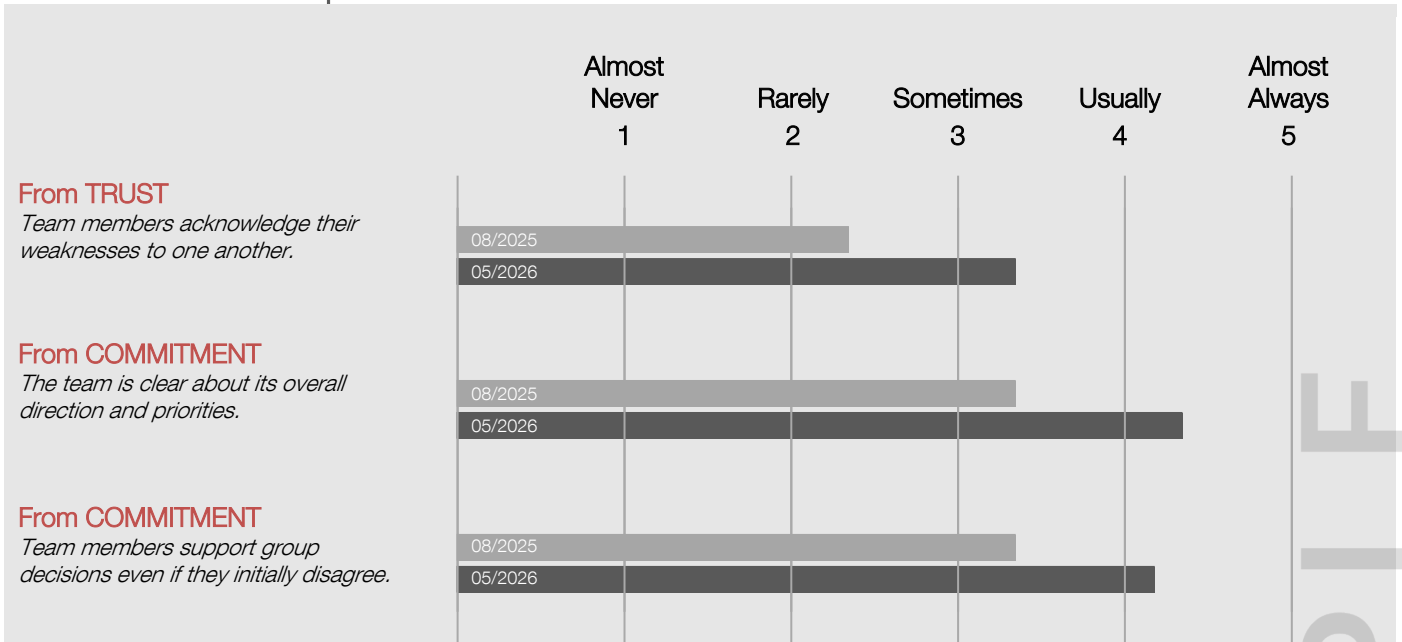 Almost
Never
Rarely
Sometimes
Usually
Almost
Always
1
2
3
4
5
From TRUST
Team members acknowledge their
weaknesses to one another.
08/2025
05/2026
From COMMITMENT
The team is clear about its overall
direction and priorities.
08/2025
05/2026
From COMMITMENT
Team members support group
decisions even if they initially disagree.
08/2025
05/2026